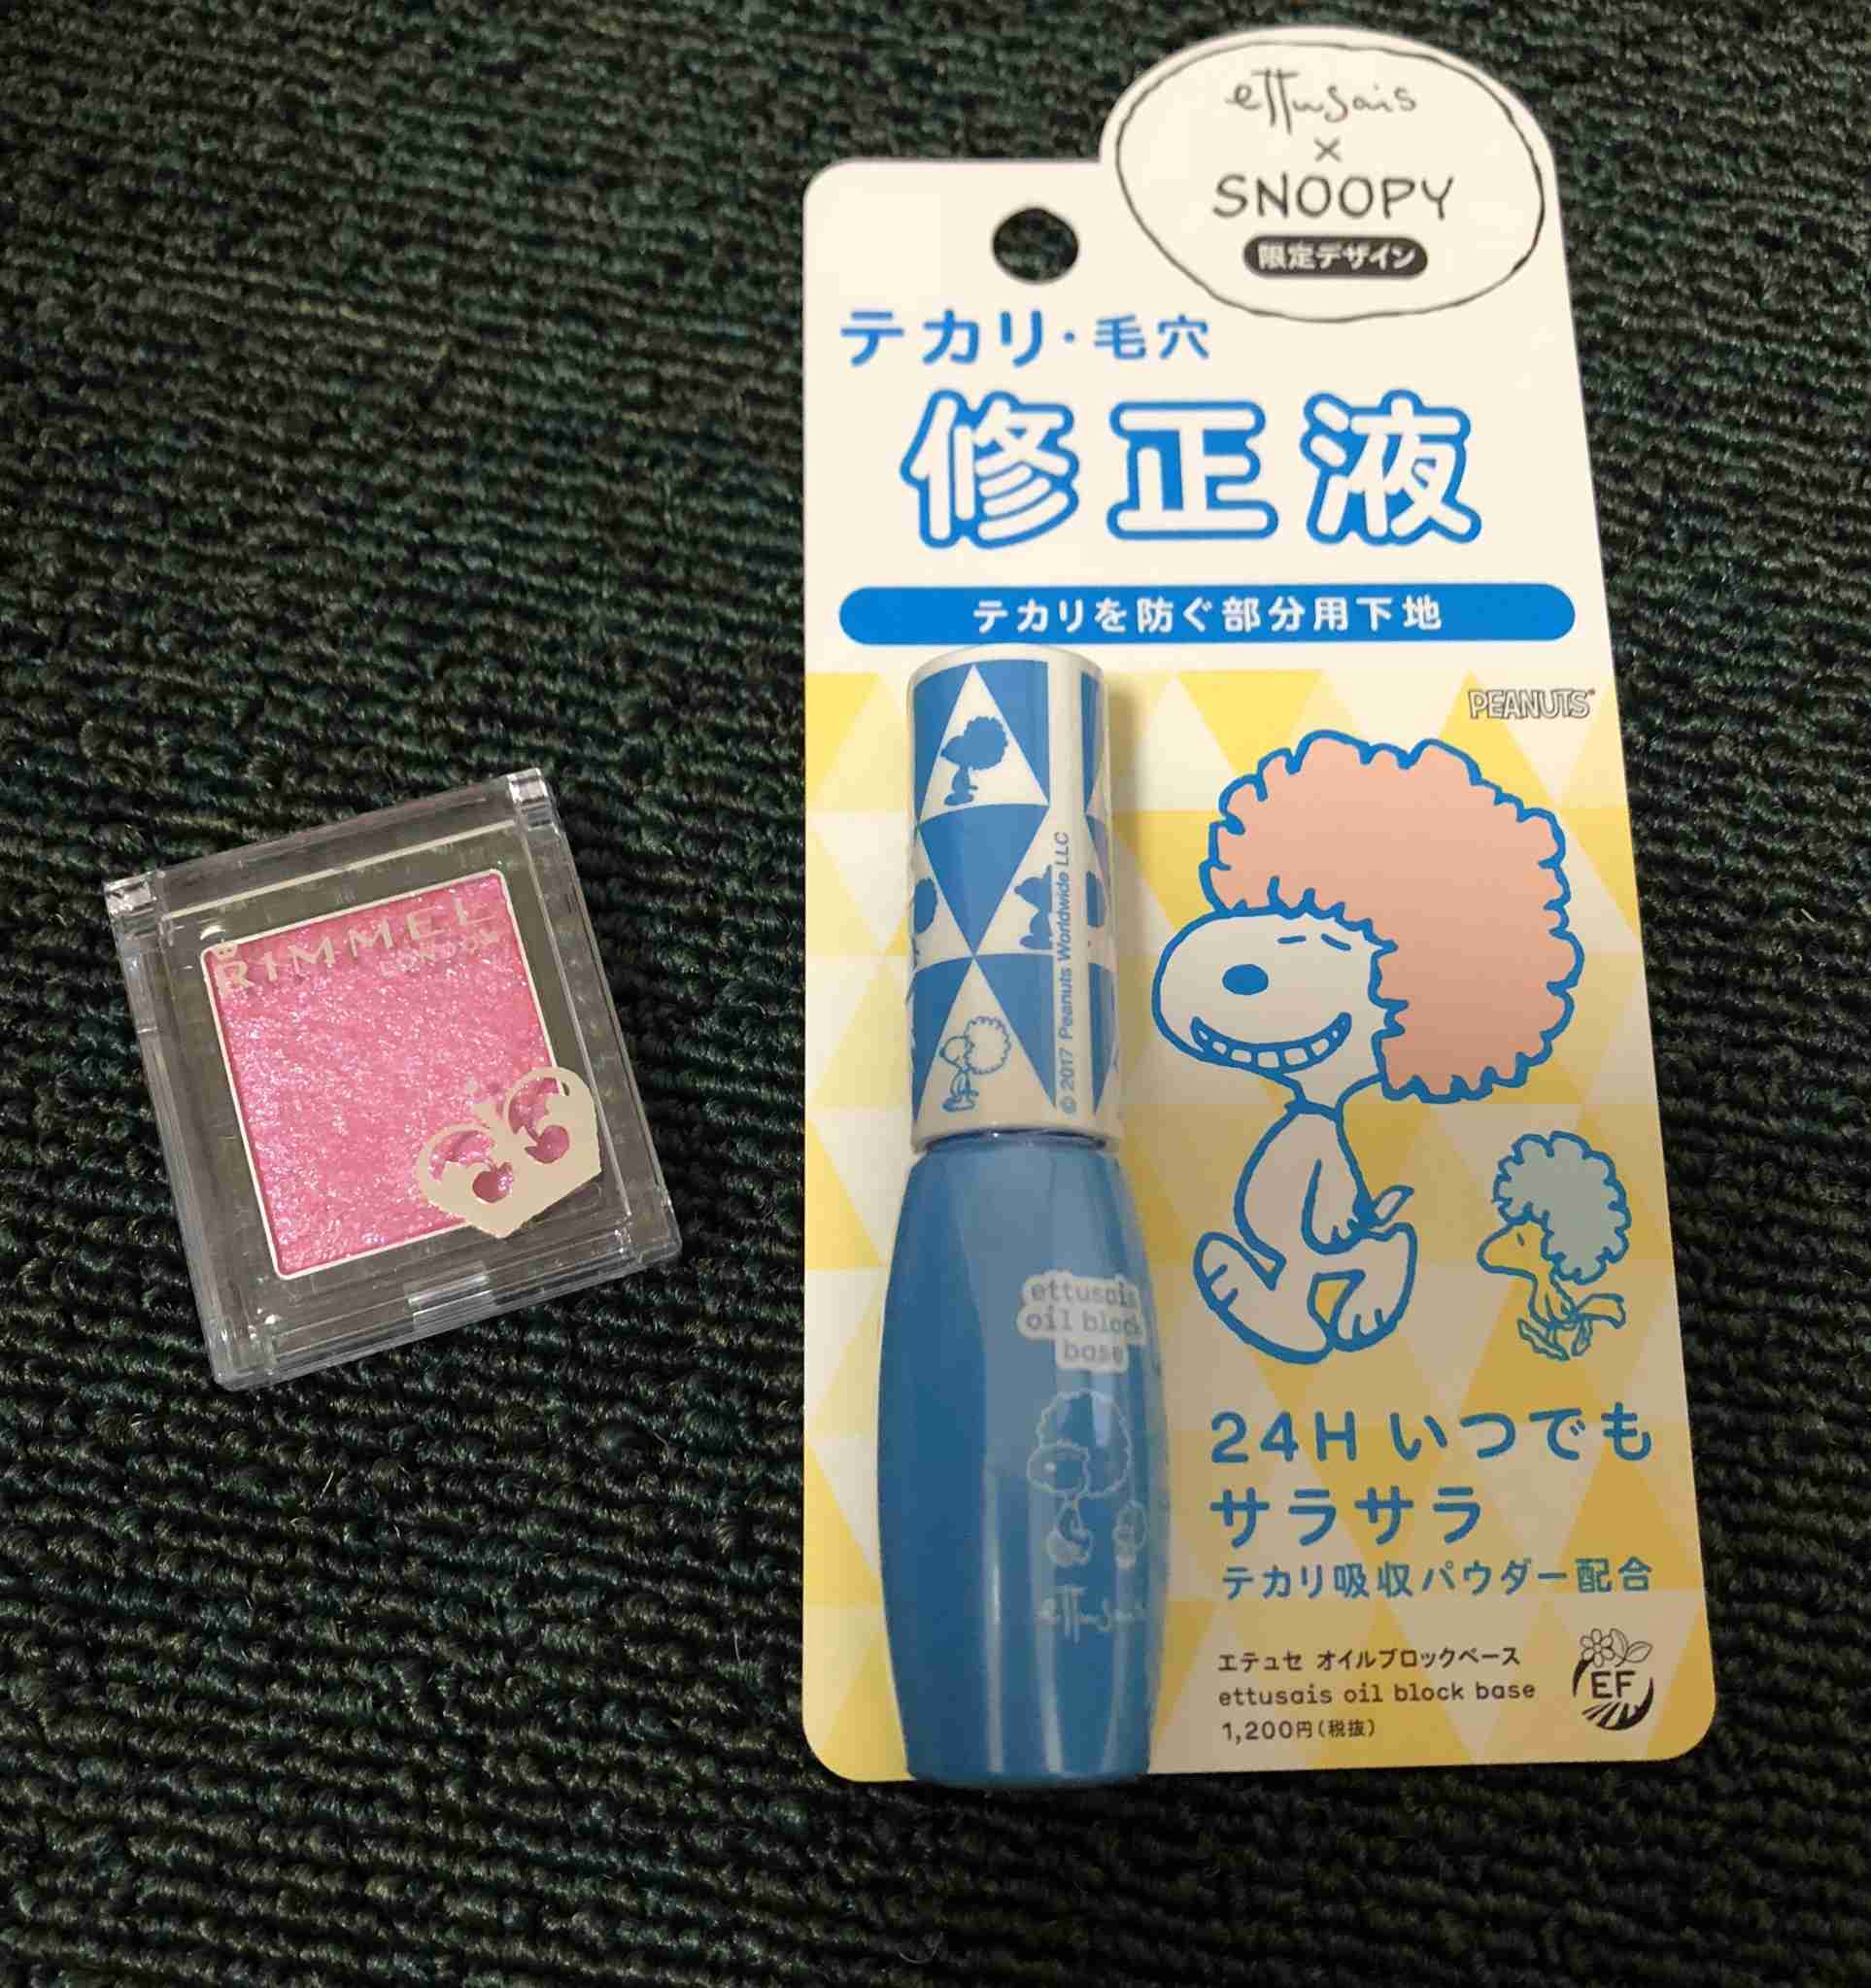 ettusais
×
SNOOPY
限定デザイン
テカリ・毛穴
修正液
テカリを防ぐ部分用下地
PEANUTS
© 2017 Peanuts Worldwide LLC
RIMMEL
LONDON
ettusais
oil block
base
ettusais
24H いつでも
サラサラ
テカリ吸収パウダー配合
エテュセ オイルブロックベース
ettusais oil block base
1,200円(税抜)
EF